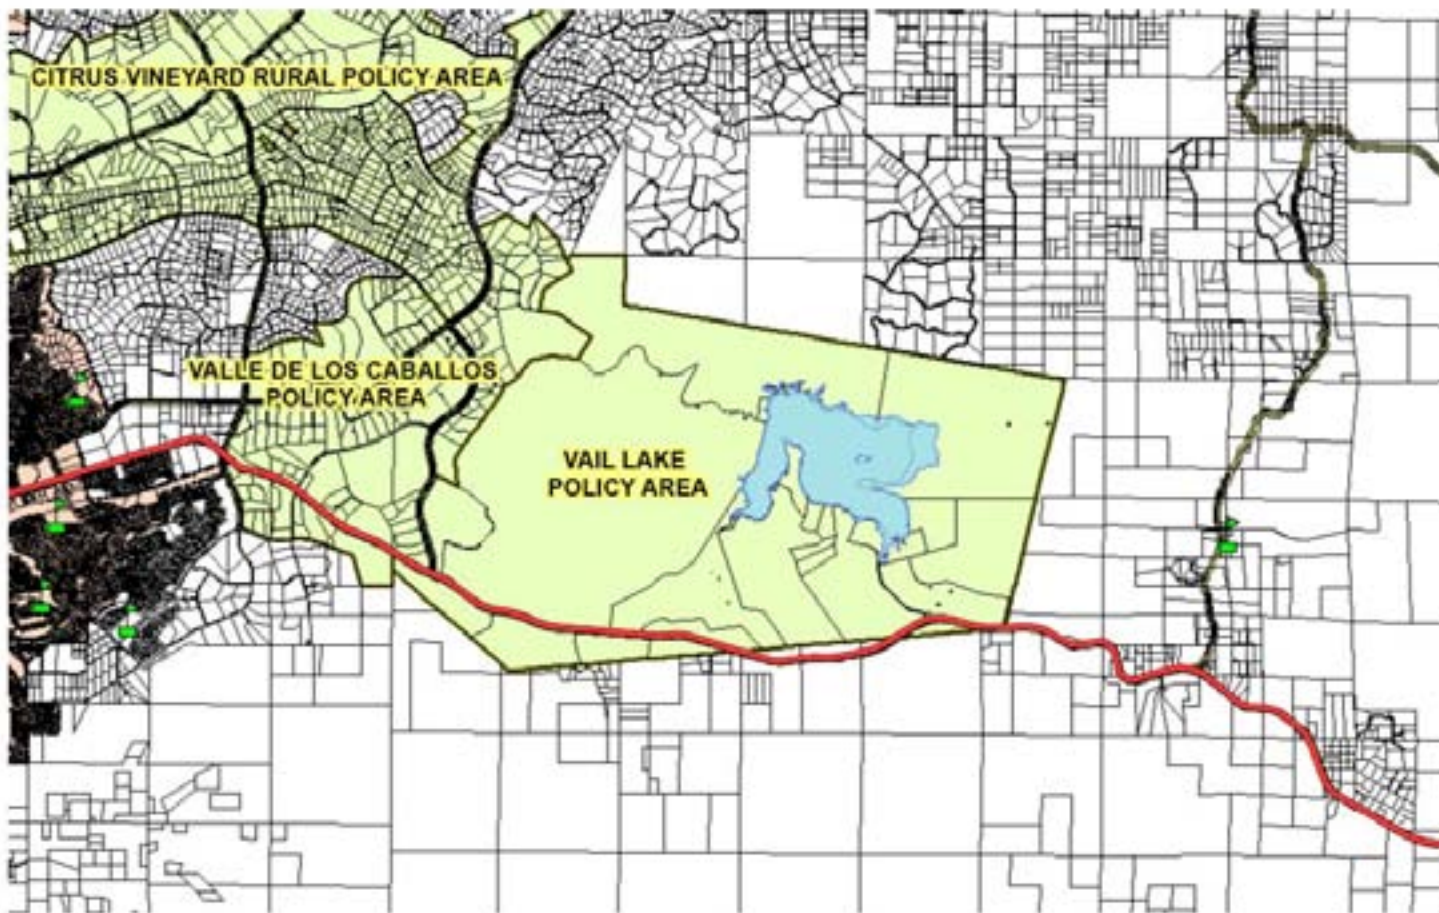 CITRUS VINEYARD RURAL POLICY AREA
VALLE DE LOS CABALLOS
POLICY AREA
VAIL LAKE
POLICY AREA